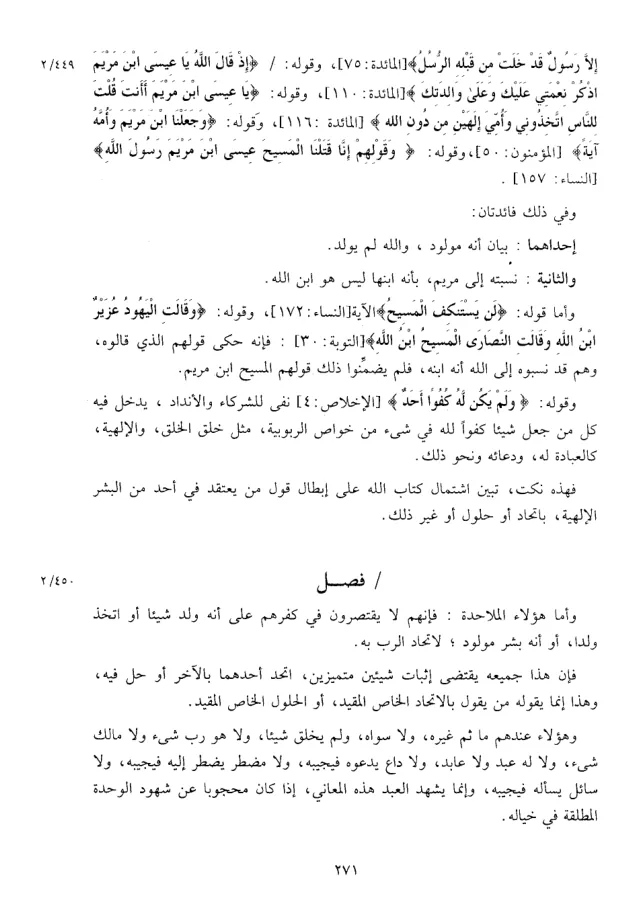 إِلاَّ رَسُولٌ قَدْ خَلَتْ مِن قَبْلِهِ الرُّسُلُ﴾[المائدة:٧٥]، وقوله: / ﴿إِذْ قَالَ اللَّهُ يَا عِيسَى ابْنَ مَرْيَمَ ٢/٤٤٩
اذْكُرْ نِعْمَتِي عَلَيْكَ وَعَلَىٰ وَالِدَتِكَ﴾[المائدة:١١٠]، وقوله: ﴿يَا عِيسَى ابْنَ مَرْيَمَ أَأَنتَ قُلْتَ
لِلنَّاسِ اتَّخِذُونِي وَأُمِّيَ إِلَهَيْنِ مِن دُونِ اللَّهِ﴾ [المائدة :١١٦]، وقوله: ﴿وَجَعَلْنَا ابْنَ مَرْيَمَ وَأُمَّهُ
آيَةً﴾ [المؤمنون:٥٠]،وقوله: ﴿ وَقَوْلِهِمْ إِنَّا قَتَلْنَا الْمَسِيحَ عِيسَى ابْنَ مَرْيَمَ رَسُولَ اللَّهِ﴾
[النساء: ١٥٧] .
وفي ذلك فائدتان:
إحداهما : بيان أنه مولود ، والله لم يولد.
والثانية : نسبته إلى مريم، بأنه ابنها ليس هو ابن الله.
وأما قوله: ﴿لَن يَسْتَنكِفَ الْمَسِيحُ﴾الآية[النساء:١٧٢]، وقوله: ﴿وَقَالَتِ الْيَهُودُ عُزَيْرٌ
ابْنُ اللَّهِ وَقَالَتِ النَّصَارَى الْمَسِيحُ ابْنُ اللَّهِ﴾[التوبة:٣٠] : فإنه حكى قولهم الذي قالوه،
وهم قد نسبوه إلى الله أنه ابنه، فلم يضمِّنوا ذلك قولهم المسيح ابن مريم.
وقوله: ﴿ وَلَمْ يَكُن لَّهُ كُفُوًا أَحَدٌ﴾ [الإخلاص:٤] نفى للشركاء والأنداد ، يدخل فيه
كل من جعل شيئا كفواً لله في شىء من خواص الربوبية، مثل خلق الخلق، والإلهية،
كالعبادة له، ودعائه ونحو ذلك.
فهذه نكت، تبين اشتمال كتاب الله على إبطال قول من يعتقد في أحد من البشر
الإلهية، باتحاد أو حلول أو غير ذلك.
/ فصـــل ٢/٤٥٠
وأما هؤلاء الملاحدة : فإنهم لا يقتصرون في كفرهم على أنه ولد شيئا أو اتخذ
ولدا، أو أنه بشر مولود ؛ لاتحاد الرب به.
فإن هذا جميعه يقتضى إثبات شيئين متميزين، اتحد أحدهما بالآخر أو حل فيه،
وهذا إنما يقوله من يقول بالاتحاد الخاص المقيد، أو الحلول الخاص المقيد.
وهؤلاء عندهم ما ثم غيره، ولا سواه، ولم يخلق شيئا، ولا هو رب شىء ولا مالك
شىء، ولا له عبد ولا عابد، ولا داع يدعوه فيجيبه، ولا مضطر يضطر إليه فيجيبه، ولا
سائل يسأله فيجيبه، وإنما يشهد العبد هذه المعاني، إذا كان محجوبا عن شهود الوحدة
المطلقة في خياله.
٢٧١